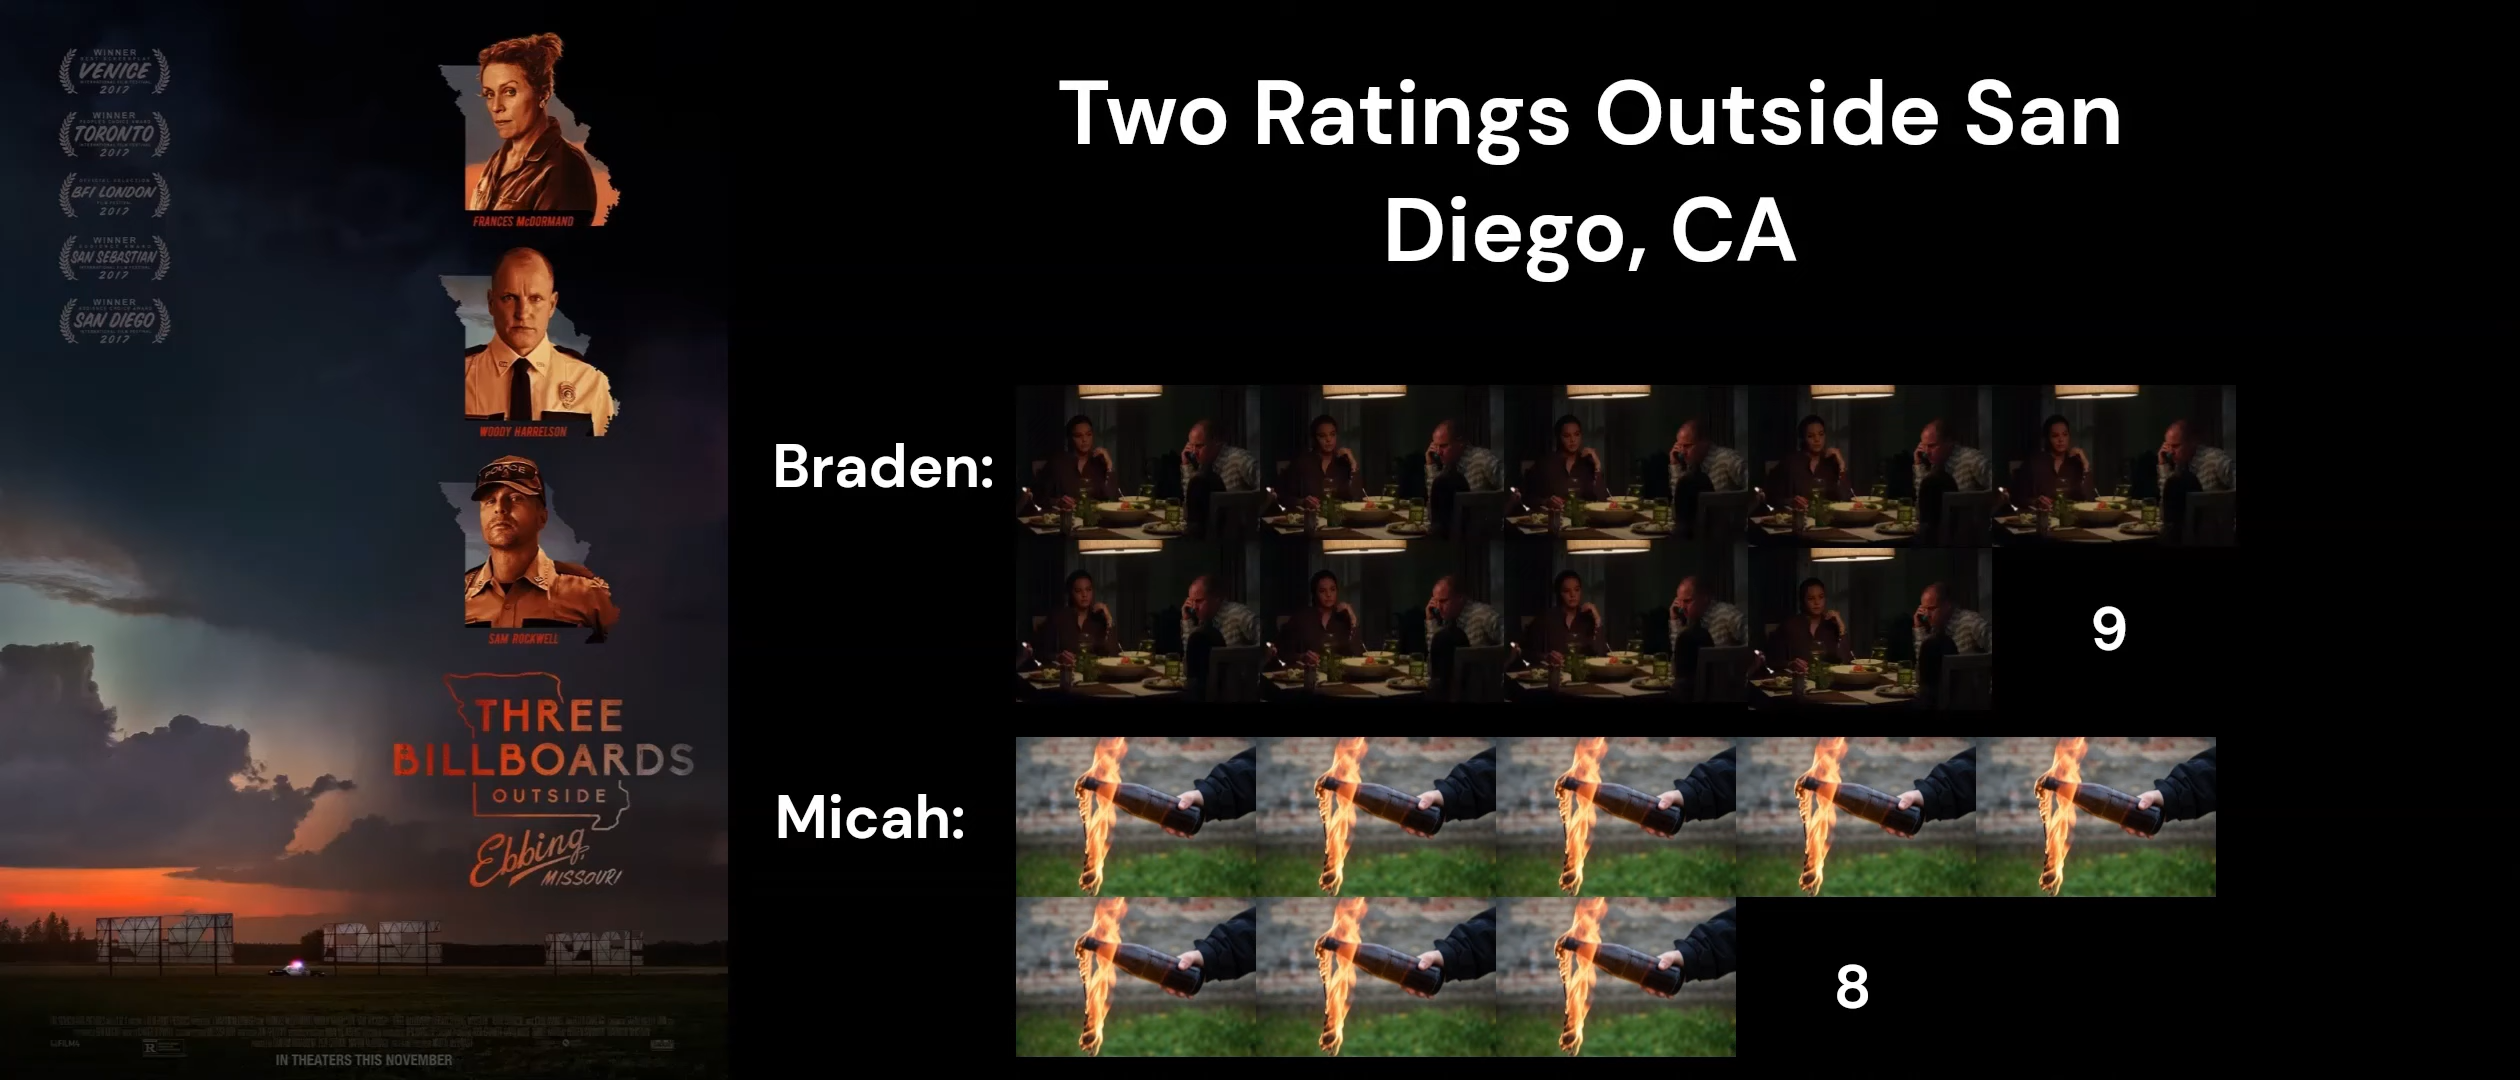 WINNER
VENICE
2017
WINNER
TORONTO
2017
BFI LONDON
2017
WINNER
SAN SEBASTIAN
2017
WINNER
SAN DIEGO
2017
FRANCES McDORMAND
WOODY HARRELSON
POLICE
SAM ROCKWELL
THREE
BILLBOARDS
OUTSIDE
Ebbing,
MISSOURI
R
IN THEATERS THIS NOVEMBER
Two Ratings Outside San
Diego, CA
Braden:
9
Micah:
8